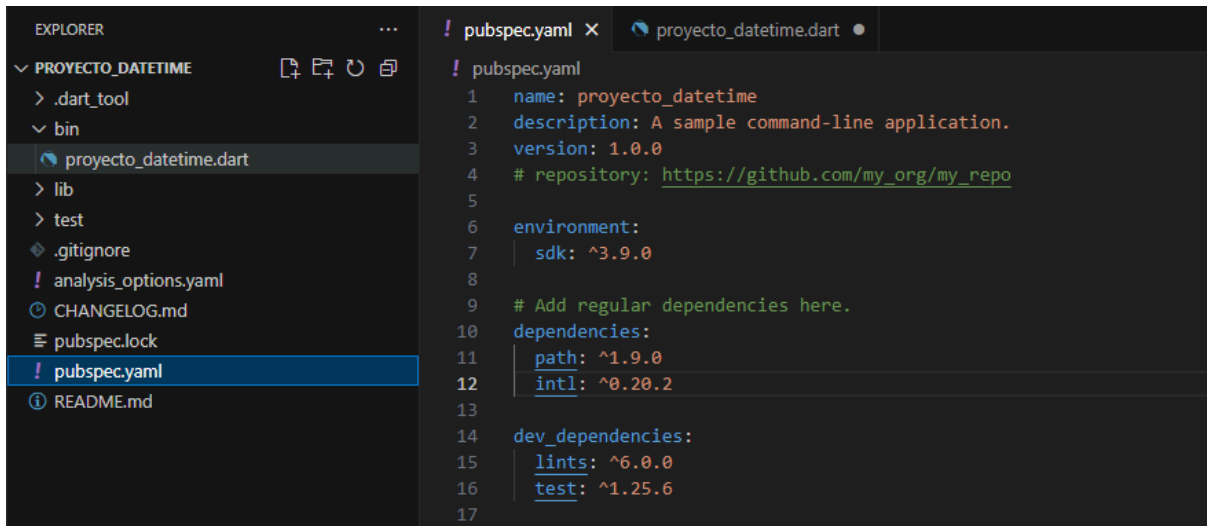 EXPLORER
...
PROYECTO_DATETIME
.dart_tool
bin
proyecto_datetime.dart
lib
test
.gitignore
analysis_options.yaml
CHANGELOG.md
pubspec.lock
pubspec.yaml
README.md
! pubspec.yaml × proyecto_datetime.dart ●
! pubspec.yaml
1 name: proyecto_datetime
2 description: A sample command-line application.
3 version: 1.0.0
4 # repository: https://github.com/my_org/my_repo
5
6 environment:
7 sdk: ^3.9.0
8
9 # Add regular dependencies here.
10 dependencies:
11 path: ^1.9.0
12 intl: ^0.20.2
13
14 dev_dependencies:
15 lints: ^6.0.0
16 test: ^1.25.6
17